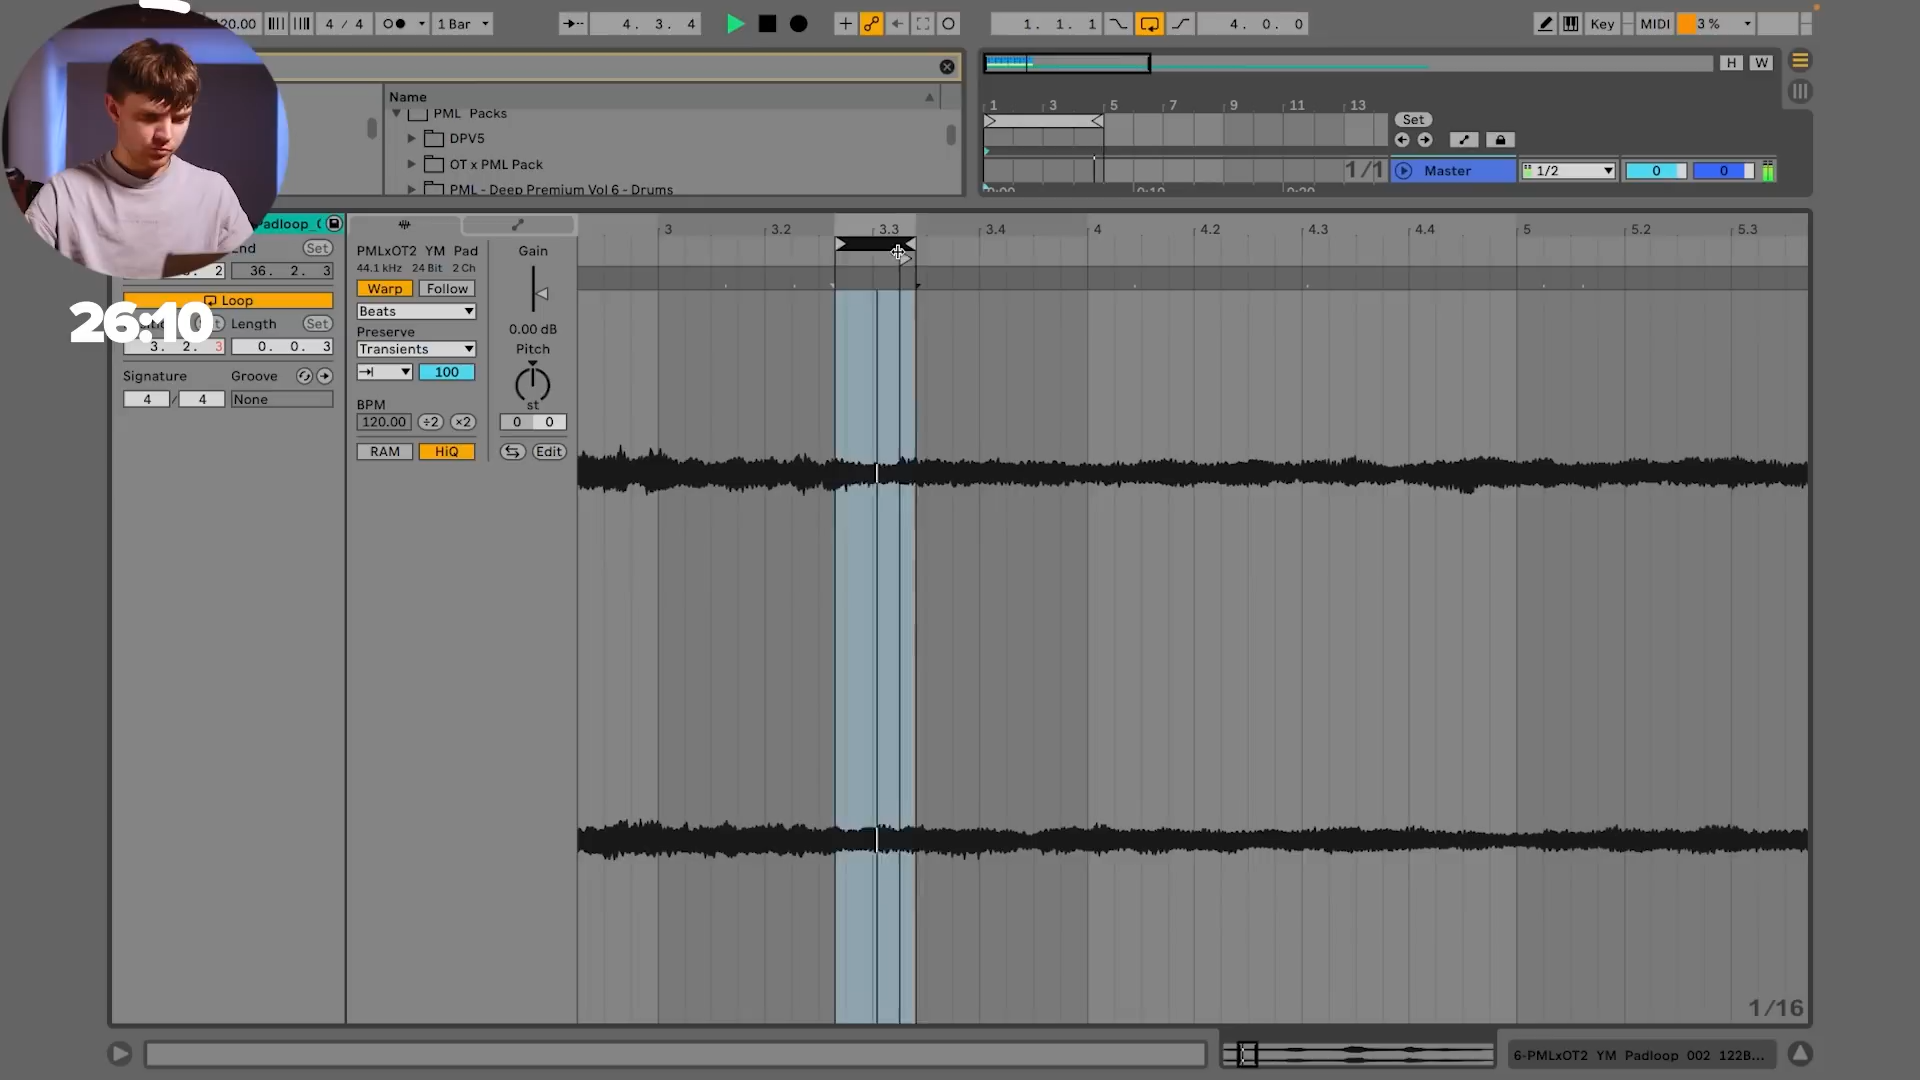 120.00 4 / 4 1 Bar 4. 3. 4 1. 1. 1 4. 0. 0 Key MIDI 3 %
H W
Name
PML Packs
DPV5
OT x PML Pack
PML - Deep Premium Vol 6 - Drums
1 3 5 7 9 11 13
Set
1/1 Master 1/2 0 0
0:00 0:10 0:20
Padloop_
Set
2 36. 2. 3
Loop
26:10
Length Set
3. 2. 3 0. 0. 3
Signature Groove
4 / 4 None
PMLxOT2 YM Pad
44.1 kHz 24 Bit 2 Ch
Warp Follow
Beats
Preserve
Transients
100
BPM
120.00 ÷2 ×2
RAM HiQ
Gain
0.00 dB
Pitch
st
0 0
Edit
3 3.2 3.3 3.4 4 4.2 4.3 4.4 5 5.2 5.3
1/16
6-PMLxOT2 YM Padloop 002 122B...